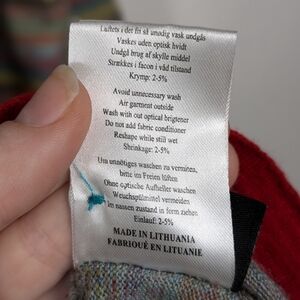 Luftets i det fri så unødig vask undgås
Vaskes uden optisk hvidt
Undgå brug af skylle middel
Strækkes i facon i våd tilstand
Krymp: 2-5%
Avoid unnecessary wash
Air garment outside
Wash with out optical brightener
Do not add fabric conditioner
Reshape while still wet
Shrinkage: 2-5%
Um unnötiges waschen zu vermeiten,
bitte im Freien lüften
Ohne optische Aufheller waschen
Weichspülmittel vermeiden
In nassen zustand in form ziehen
Einlauf: 2-5%
MADE IN LITHUANIA
FABRIQUÉ EN LITUANIE